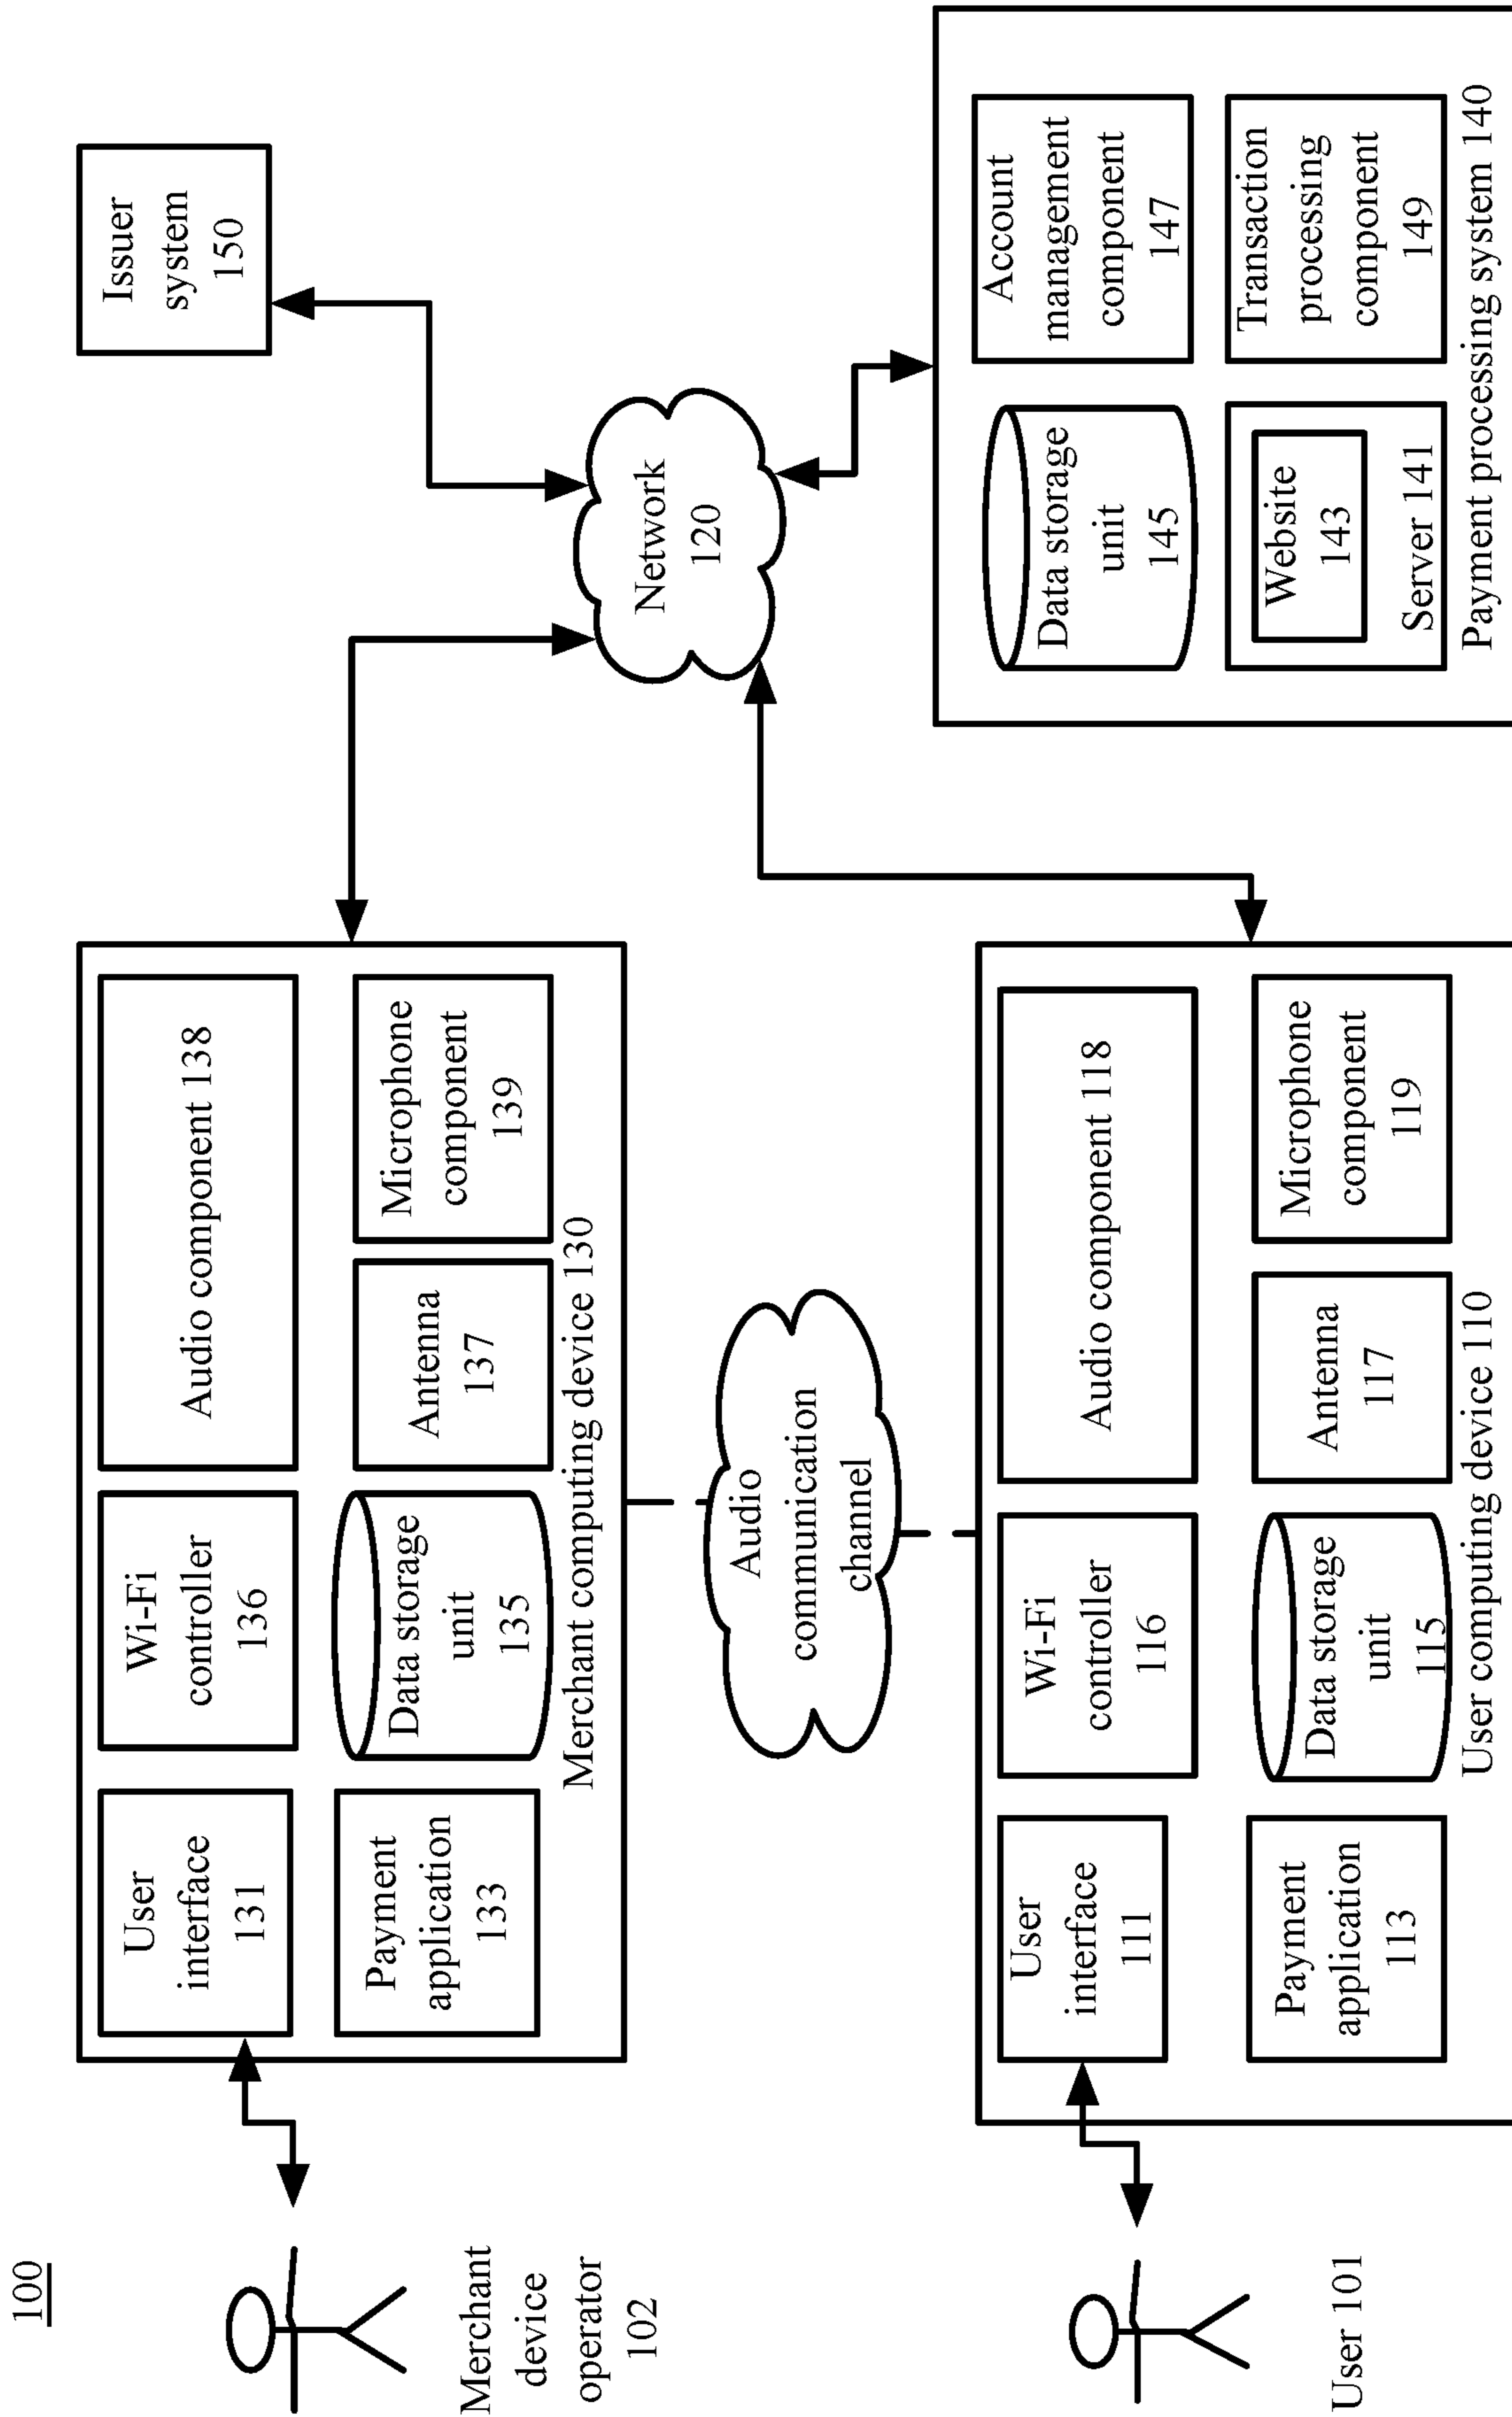 100
Merchant
device
operator
102
User
interface
131
Wi-Fi
controller
136
Audio component 138
Payment
application
133
Data storage
unit
135
Antenna
137
Microphone
component
139
Merchant computing device 130
Issuer
system
150
Network
120
Audio
communication
channel
User 101
User
interface
111
Wi-Fi
controller
116
Audio component 118
Payment
application
113
Data storage
unit
115
Antenna
117
Microphone
component
119
User computing device 110
Data storage
unit
145
Account
management
component
147
Website
143
Server 141
Transaction
processing
component
149
Payment processing system 140